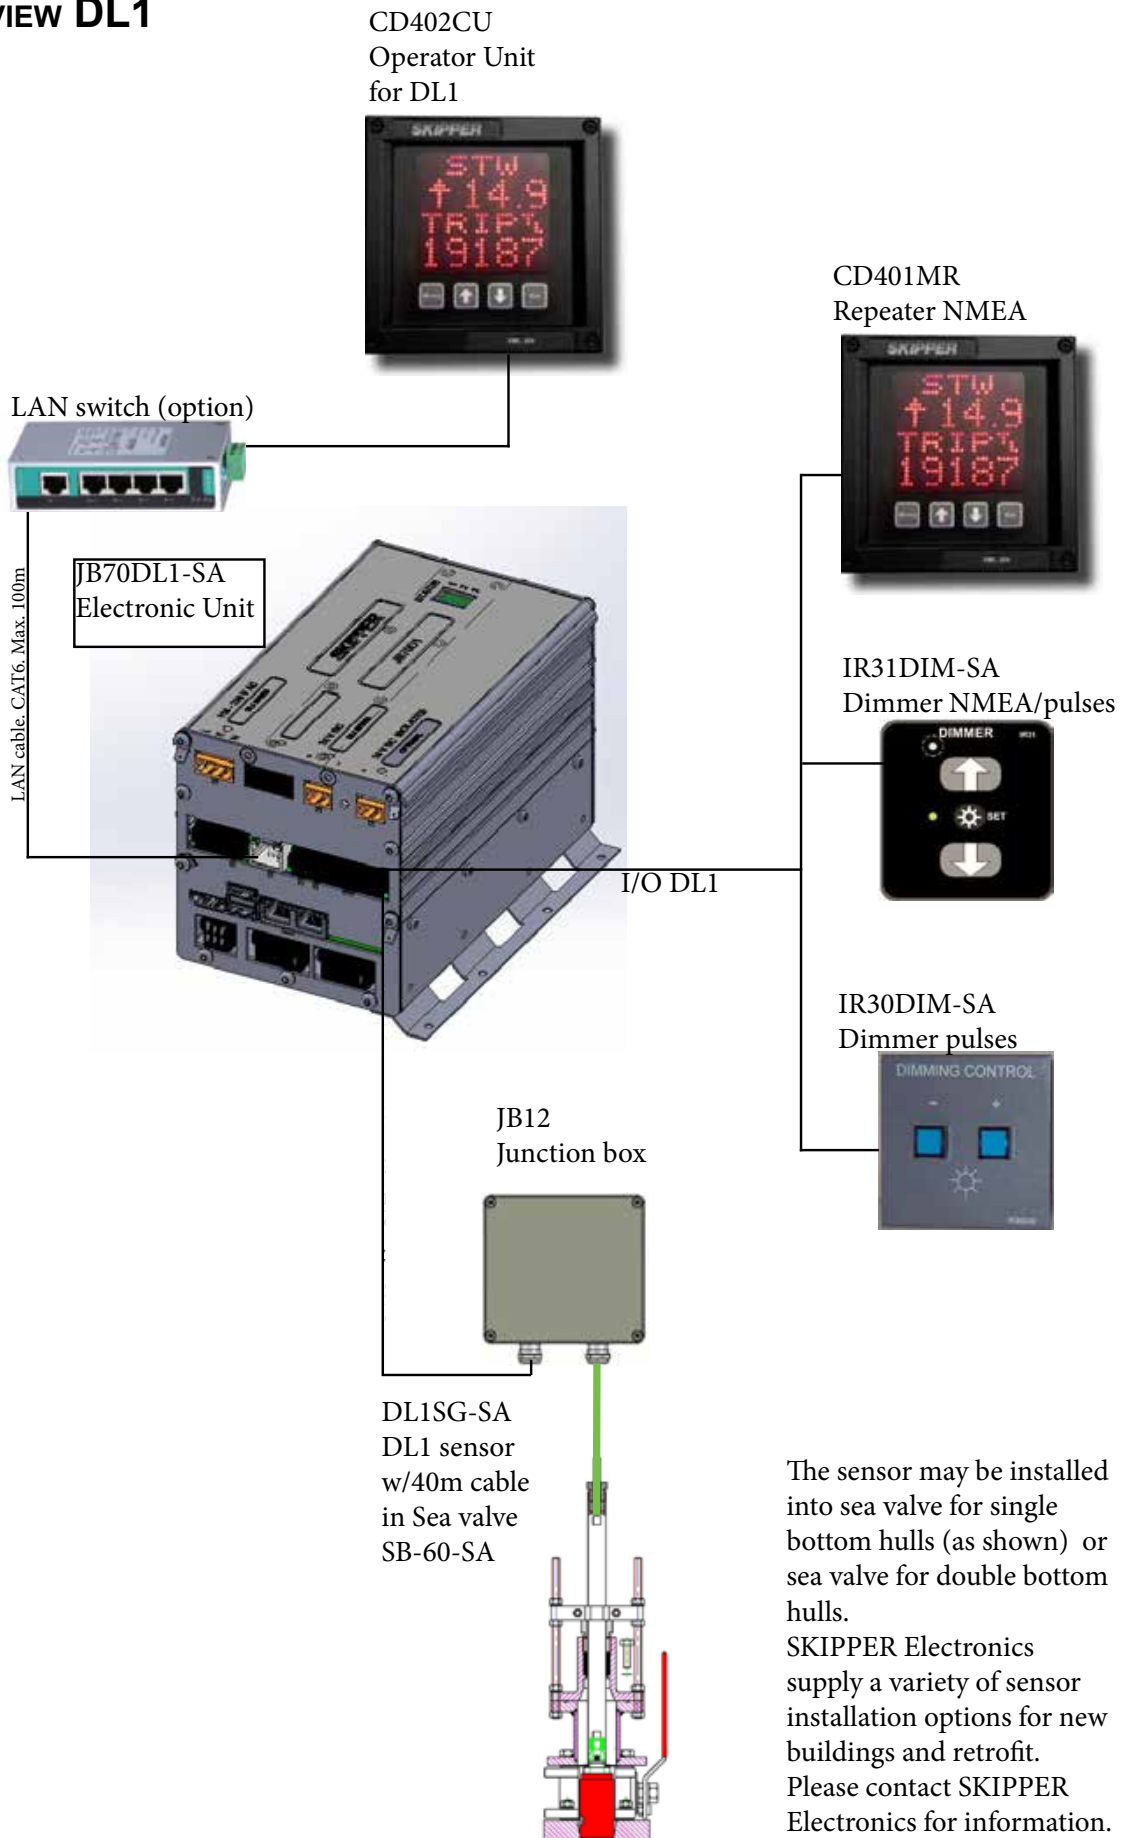 VIEW DL1
CD402CU
Operator Unit
for DL1
SKIPPER
STW
↑14.9
TRIP%
19187
CD401MR
Repeater NMEA
SKIPPER
STW
↑14.9
TRIP%
19187
LAN switch (option)
LAN cable. CAT6. Max. 100m
JB70DL1-SA
Electronic Unit
SKIPPER
I/O DL1
IR31DIM-SA
Dimmer NMEA/pulses
DIMMER
IR31
SET
IR30DIM-SA
Dimmer pulses
DIMMING CONTROL
- +
JB12
Junction box
DL1SG-SA
DL1 sensor
w/40m cable
in Sea valve
SB-60-SA
The sensor may be installed
into sea valve for single
bottom hulls (as shown) or
sea valve for double bottom
hulls.
SKIPPER Electronics
supply a variety of sensor
installation options for new
buildings and retrofit.
Please contact SKIPPER
Electronics for information.